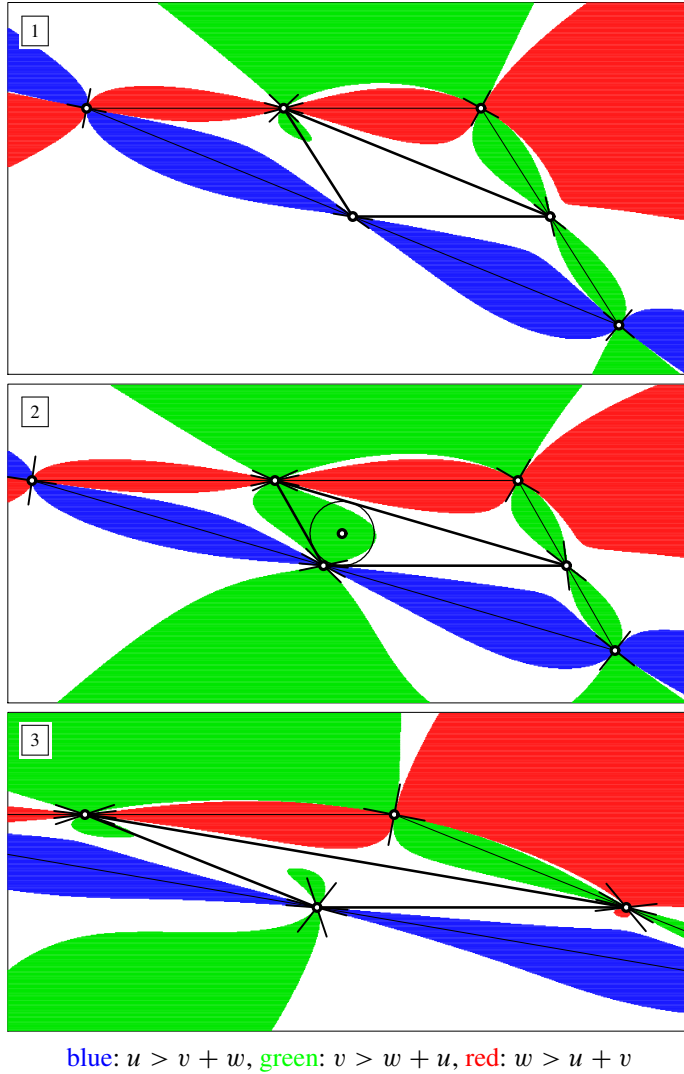 1
2
3
blue: u > v + w, green: v > w + u, red: w > u + v